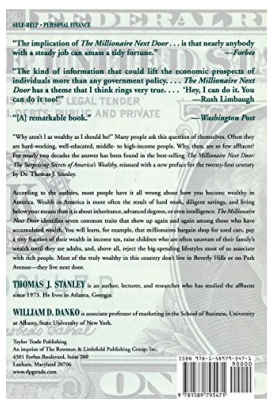 SELF-HELP • PERSONAL FINANCE
"The implication of The Millionaire Next Door . . . is that nearly anybody
with a steady job can amass a tidy fortune." —Forbes
"The kind of information that could lift the economic prospects of
individuals more than any government policy. . . . The Millionaire Next
Door has a theme that I think rings very true. . . . 'Hey, I can do it. You
can do it too!'" —Rush Limbaugh
LEGAL TENDER
AND PRIVATE
"[A] remarkable book." —Washington Post
"Why aren't I as wealthy as I should be?" Many people ask this question of themselves. Often they
are hard-working, well-educated, middle- to high-income people. Why, then, are so few affluent?
For nearly two decades the answer has been found in the best-selling The Millionaire Next Door:
The Surprising Secrets of America's Wealthy, reissued with a new preface for the twenty-first century
by Dr. Thomas J. Stanley.
According to the authors, most people have it all wrong about how you become wealthy in
America. Wealth in America is more often the result of hard work, diligent savings, and living
below your means than it is about inheritance, advanced degrees, or even intelligence. The Millionaire
Next Door identifies seven common traits that show up again and again among those who have
accumulated wealth. You will learn, for example, that millionaires bargain shop for used cars, pay
a tiny fraction of their wealth in income tax, raise children who are often unaware of their family's
wealth until they are adults, and, above all, reject the big-spending lifestyles most of us associate
with rich people. Most of the truly wealthy in this country don't live in Beverly Hills or on Park
Avenue—they live next door.
THOMAS J. STANLEY is an author, lecturer, and researcher who has studied the affluent
since 1973. He lives in Atlanta, Georgia.
WILLIAM D. DANKO is associate professor of marketing in the School of Business, University
at Albany, State University of New York.
Taylor Trade Publishing
An imprint of The Rowman & Littlefield Publishing Group, Inc.
4501 Forbes Boulevard, Suite 200
Lanham, Maryland 20706
www.rlpgtrade.com
ISBN 978-1-58979-547-1
90000
9 781589 795471